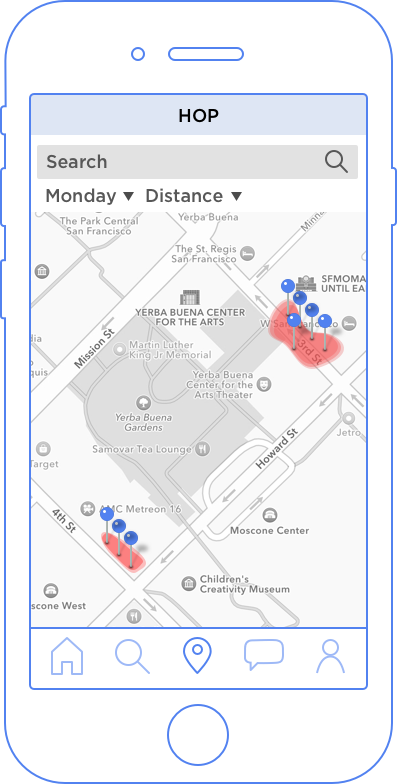 HOP
Search
Monday ▼ Distance ▼
The Park Central
San Francisco
Yerba Buena
Minna
The St. Regis
San Francisco
SFMOMA
UNTIL EA
YERBA BUENA CENTER
FOR THE ARTS
W San Francisco
3rd St
Mission St
Martin Luther
King Jr Memorial
Yerba Buena
Center for the
Arts Theater
Yerba Buena
Gardens
Jetro
Samovar Tea Lounge
Howard St
Target
AMC Metreon 16
4th St
Moscone Center
Children's
Creativity Museum
scone West